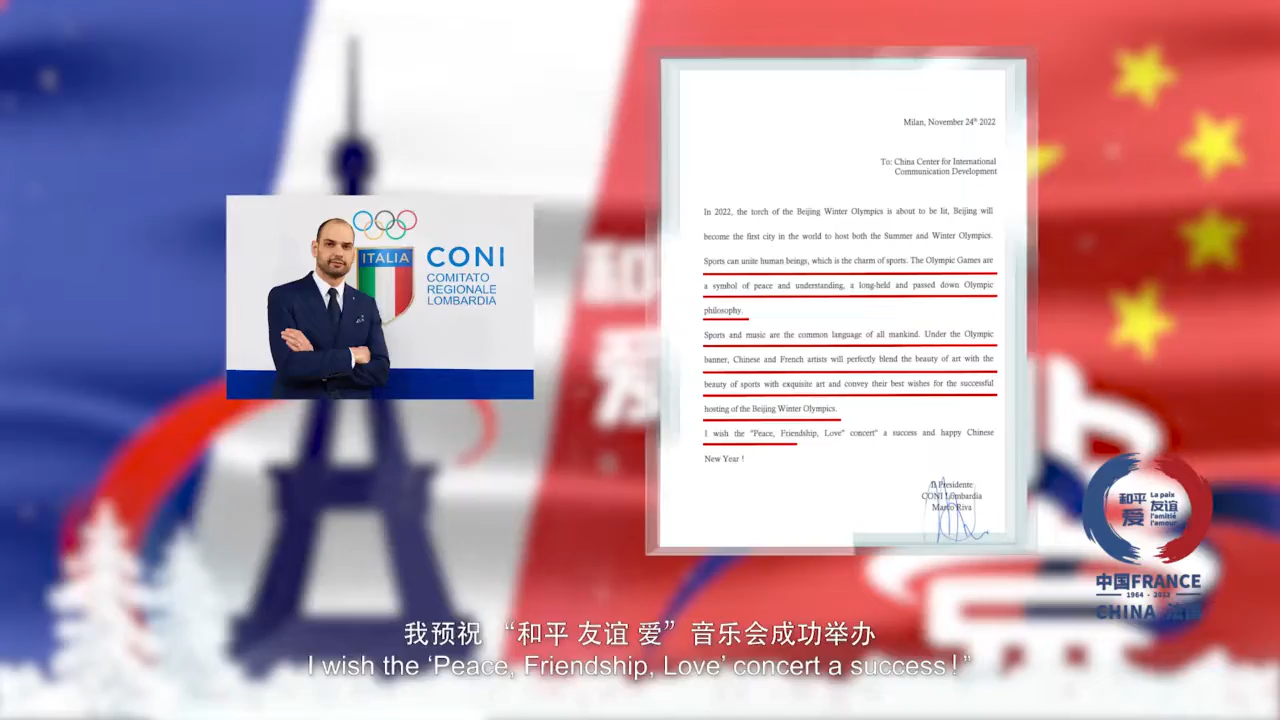 ITALIA
CONI
COMITATO
REGIONALE
LOMBARDIA
Milan, November 24th 2022
To: China Center for International
Communication Development
In 2022, the torch of the Beijing Winter Olympics is about to be lit, Beijing will
become the first city in the world to host both the Summer and Winter Olympics.
Sports can unite human beings, which is the charm of sports. The Olympic Games are
a symbol of peace and understanding, a long-held and passed down Olympic
philosophy.
Sports and music are the common language of all mankind. Under the Olympic
banner, Chinese and French artists will perfectly blend the beauty of art with the
beauty of sports with exquisite art and convey their best wishes for the successful
hosting of the Beijing Winter Olympics.
I wish the "Peace, Friendship, Love" concert" a success and happy Chinese
New Year !
Il Presidente
CONI Lombardia
Marco Riva
和平 友谊 爱
La paix
l'amitié
l'amour
中国FRANCE
1964 - 2022
CHINA 法国
我预祝 “和平 友谊 爱” 音乐会成功举办
I wish the ‘Peace, Friendship, Love’ concert a success!”